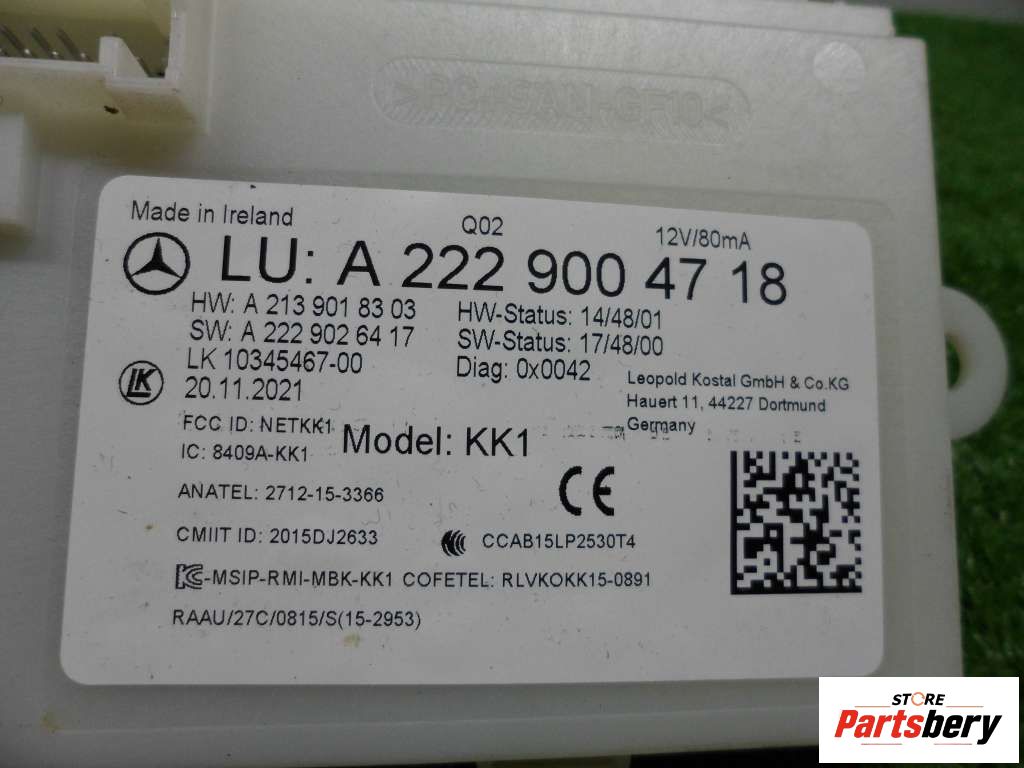 >PC+SAN-GF10<
Made in Ireland
Q02
12V/80mA
LU: A 222 900 47 18
HW: A 213 901 83 03
HW-Status: 14/48/01
SW: A 222 902 64 17
SW-Status: 17/48/00
LK 10345467-00
Diag: 0x0042
20.11.2021
LK
Leopold Kostal GmbH & Co.KG
Hauert 11, 44227 Dortmund
Germany
FCC ID: NETKK1
Model: KK1
IC: 8409A-KK1
ANATEL: 2712-15-3366
CE
CMIIT ID: 2015DJ2633
CCAB15LP2530T4
-MSIP-RMI-MBK-KK1 COFETEL: RLVKOKK15-0891
RAAU/27C/0815/S(15-2953)
STORE
Partsbery